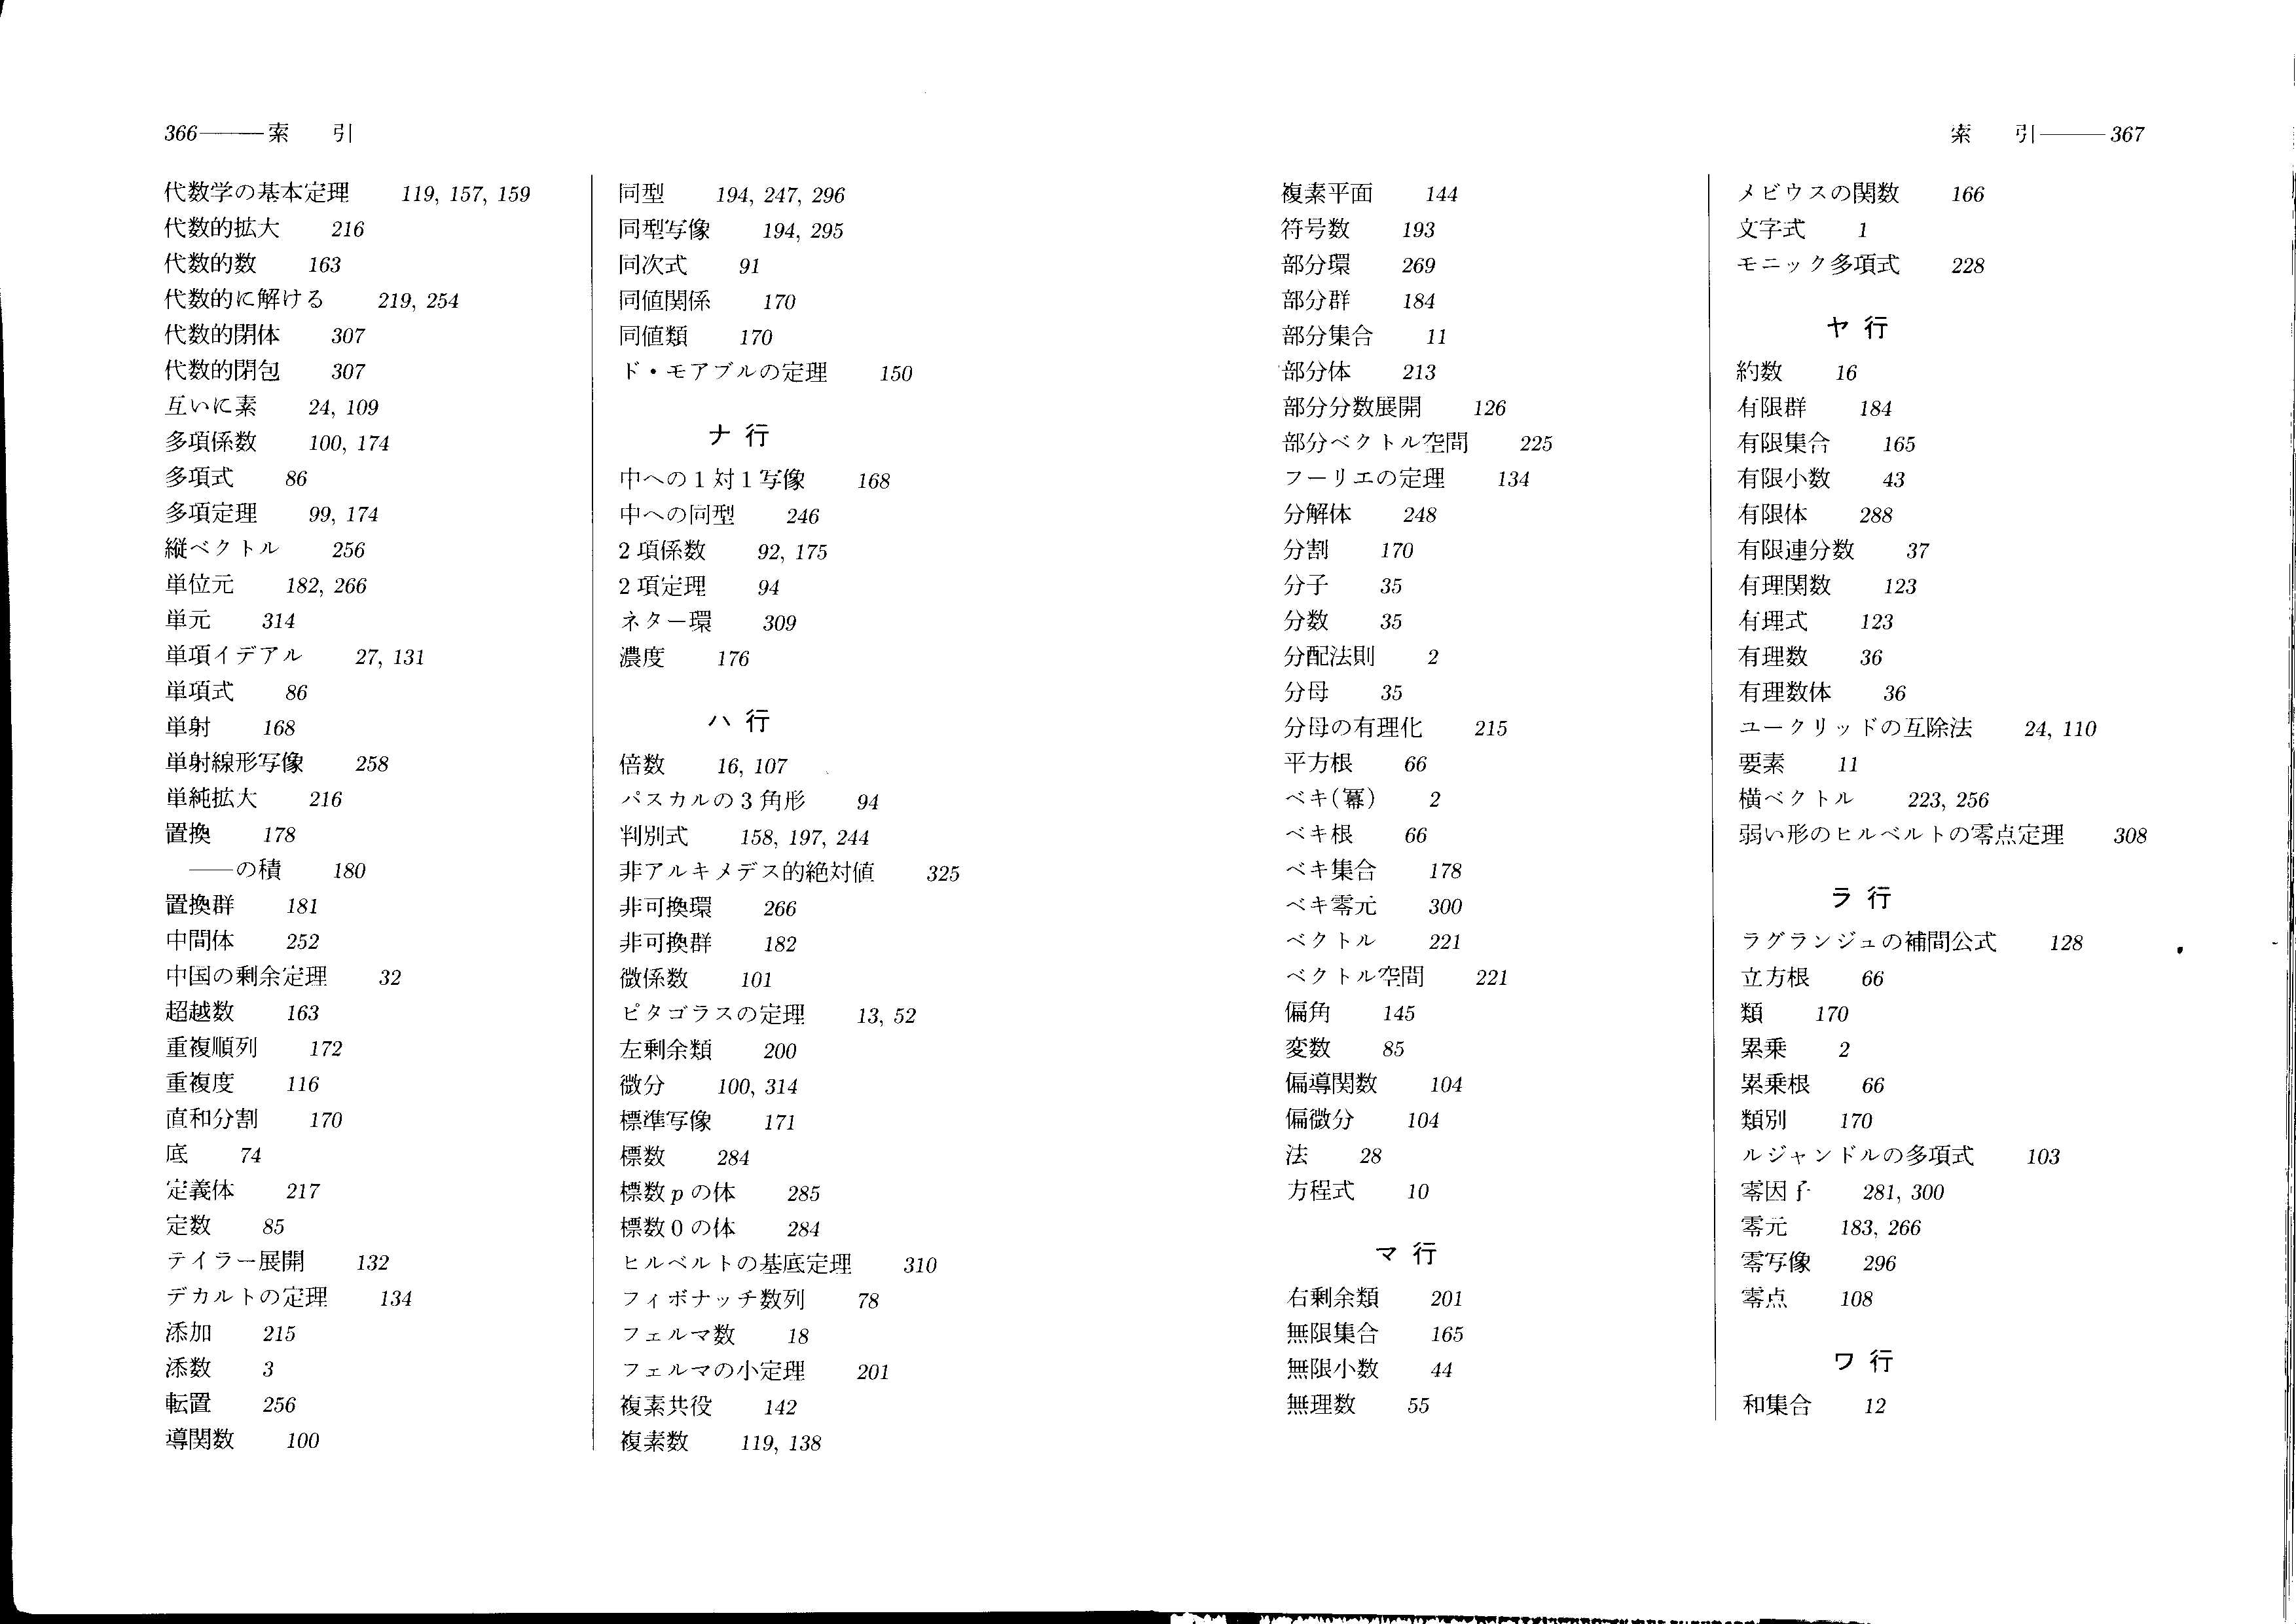 366———索 引
代数学の基本定理 119, 157, 159
代数的拡大 216
代数的数 163
代数的に解ける 219, 254
代数的閉体 307
代数的閉包 307
互いに素 24, 109
多項係数 100, 174
多項式 86
多項定理 99, 174
縦ベクトル 256
単位元 182, 266
単元 314
単項イデアル 27, 131
単項式 86
単射 168
単射線形写像 258
単純拡大 216
置換 178
——の積 180
置換群 181
中間体 252
中国の剰余定理 32
超越数 163
重複順列 172
重複度 116
直和分割 170
底 74
定義体 217
定数 85
テイラー展開 132
デカルトの定理 134
添加 215
添数 3
転置 256
導関数 100
同型 194, 247, 296
同型写像 194, 295
同次式 91
同値関係 170
同値類 170
ド・モアブルの定理 150
ナ 行
中への1対1写像 168
中への同型 246
2項係数 92, 175
2項定理 94
ネター環 309
濃度 176
ハ 行
倍数 16, 107
パスカルの3角形 94
判別式 158, 197, 244
非アルキメデス的絶対値 325
非可換環 266
非可換群 182
微係数 101
ピタゴラスの定理 13, 52
左剰余類 200
微分 100, 314
標準写像 171
標数 284
標数pの体 285
標数0の体 284
ヒルベルトの基底定理 310
フィボナッチ数列 78
フェルマ数 18
フェルマの小定理 201
複素共役 142
複素数 119, 138
索 引———367
複素平面 144
符号数 193
部分環 269
部分群 184
部分集合 11
部分体 213
部分分数展開 126
部分ベクトル空間 225
フーリエの定理 134
分解体 248
分割 170
分子 35
分数 35
分配法則 2
分母 35
分母の有理化 215
平方根 66
ベキ(冪) 2
ベキ根 66
ベキ集合 178
ベキ零元 300
ベクトル 221
ベクトル空間 221
偏角 145
変数 85
偏導関数 104
偏微分 104
法 28
方程式 10
マ 行
右剰余類 201
無限集合 165
無限小数 44
無理数 55
メビウスの関数 166
文字式 1
モニック多項式 228
ヤ 行
約数 16
有限群 184
有限集合 165
有限小数 43
有限体 288
有限連分数 37
有理関数 123
有理式 123
有理数 36
有理数体 36
ユークリッドの互除法 24, 110
要素 11
横ベクトル 223, 256
弱い形のヒルベルトの零点定理 308
ラ 行
ラグランジュの補間公式 128
立方根 66
類 170
累乗 2
累乗根 66
類別 170
ルジャンドルの多項式 103
零因子 281, 300
零元 183, 266
零写像 296
零点 108
ワ 行
和集合 12